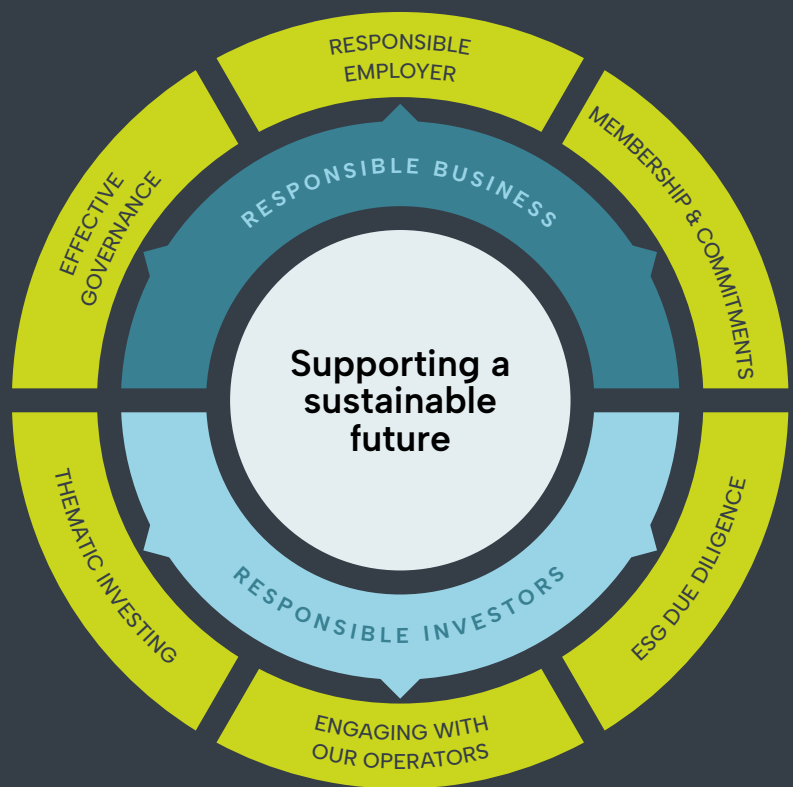 RESPONSIBLE
EMPLOYER
MEMBERSHIP & COMMITMENTS
EFFECTIVE
GOVERNANCE
RESPONSIBLE BUSINESS
Supporting a
sustainable
future
THEMATIC INVESTING
RESPONSIBLE INVESTORS
ESG DUE DILIGENCE
ENGAGING WITH
OUR OPERATORS